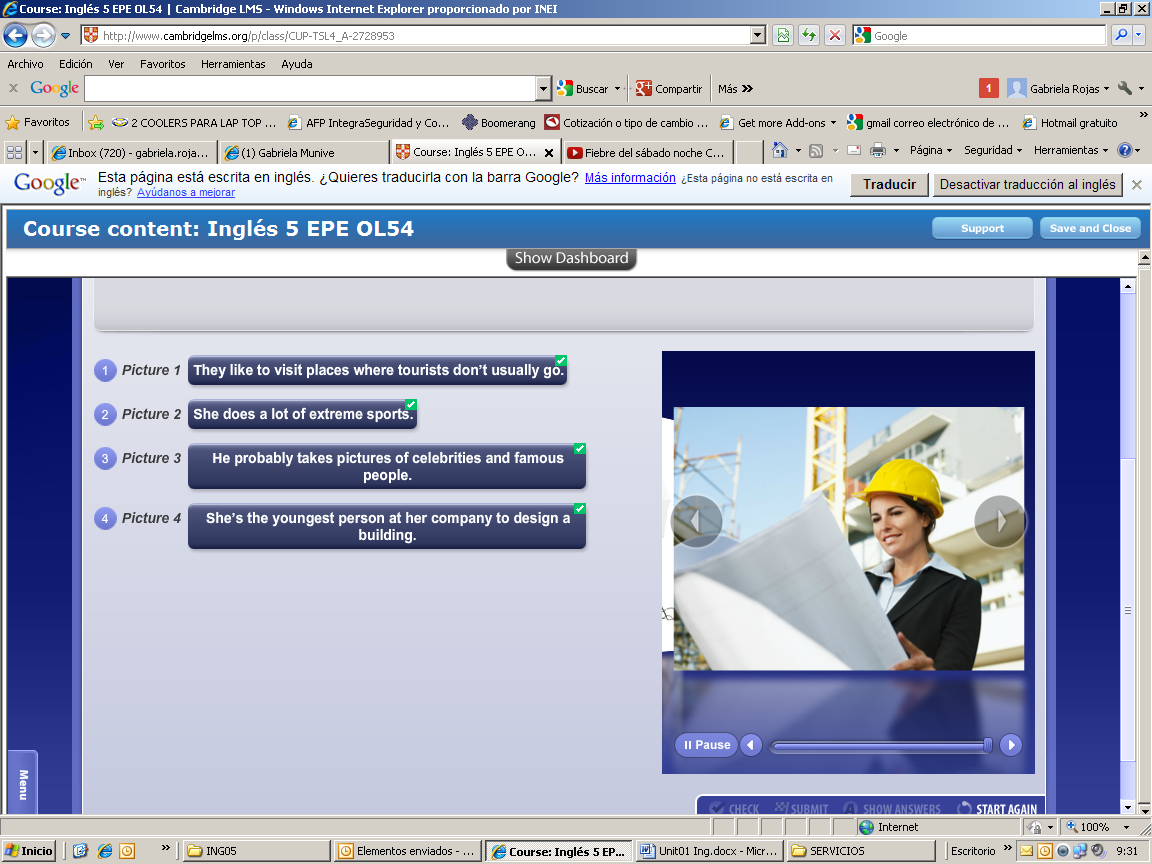 Course: Inglés 5 EPE OL54 | Cambridge LMS - Windows Internet Explorer proporcionado por INEI
http://www.cambridgelms.org/p/class/CUP-TSL4_A-2728953
Google
Archivo Edición Ver Favoritos Herramientas Ayuda
x Google Buscar Compartir Más » 1 Gabriela Rojas
Favoritos 2 COOLERS PARA LAP TOP ... AFP IntegraSeguridad y Co... Boomerang Cotización o tipo de cambio ... Get more Add-ons gmail correo electrónico de ... Hotmail gratuito »
Inbox (720) - gabriela.roja... (1) Gabriela Munive Course: Inglés 5 EPE O... x Fiebre del sábado noche C... Página Seguridad Herramientas »
Google™ Esta página está escrita en inglés. ¿Quieres traducirla con la barra Google? Más información ¿Esta página no está escrita en
inglés? Ayúdanos a mejorar
Traducir Desactivar traducción al inglés
Course content: Inglés 5 EPE OL54 Support Save and Close
Show Dashboard
1 Picture 1 They like to visit places where tourists don't usually go.
2 Picture 2 She does a lot of extreme sports.
3 Picture 3 He probably takes pictures of celebrities and famous
people.
4 Picture 4 She's the youngest person at her company to design a
building.
Pause
Menu
CHECK SUBMIT SHOW ANSWERS START AGAIN
Internet 100%
Inicio » ING05 Elementos enviados - ... Course: Inglés 5 EP... Unit01 Ing.docx - Micr... SERVICIOS Escritorio » 9:31